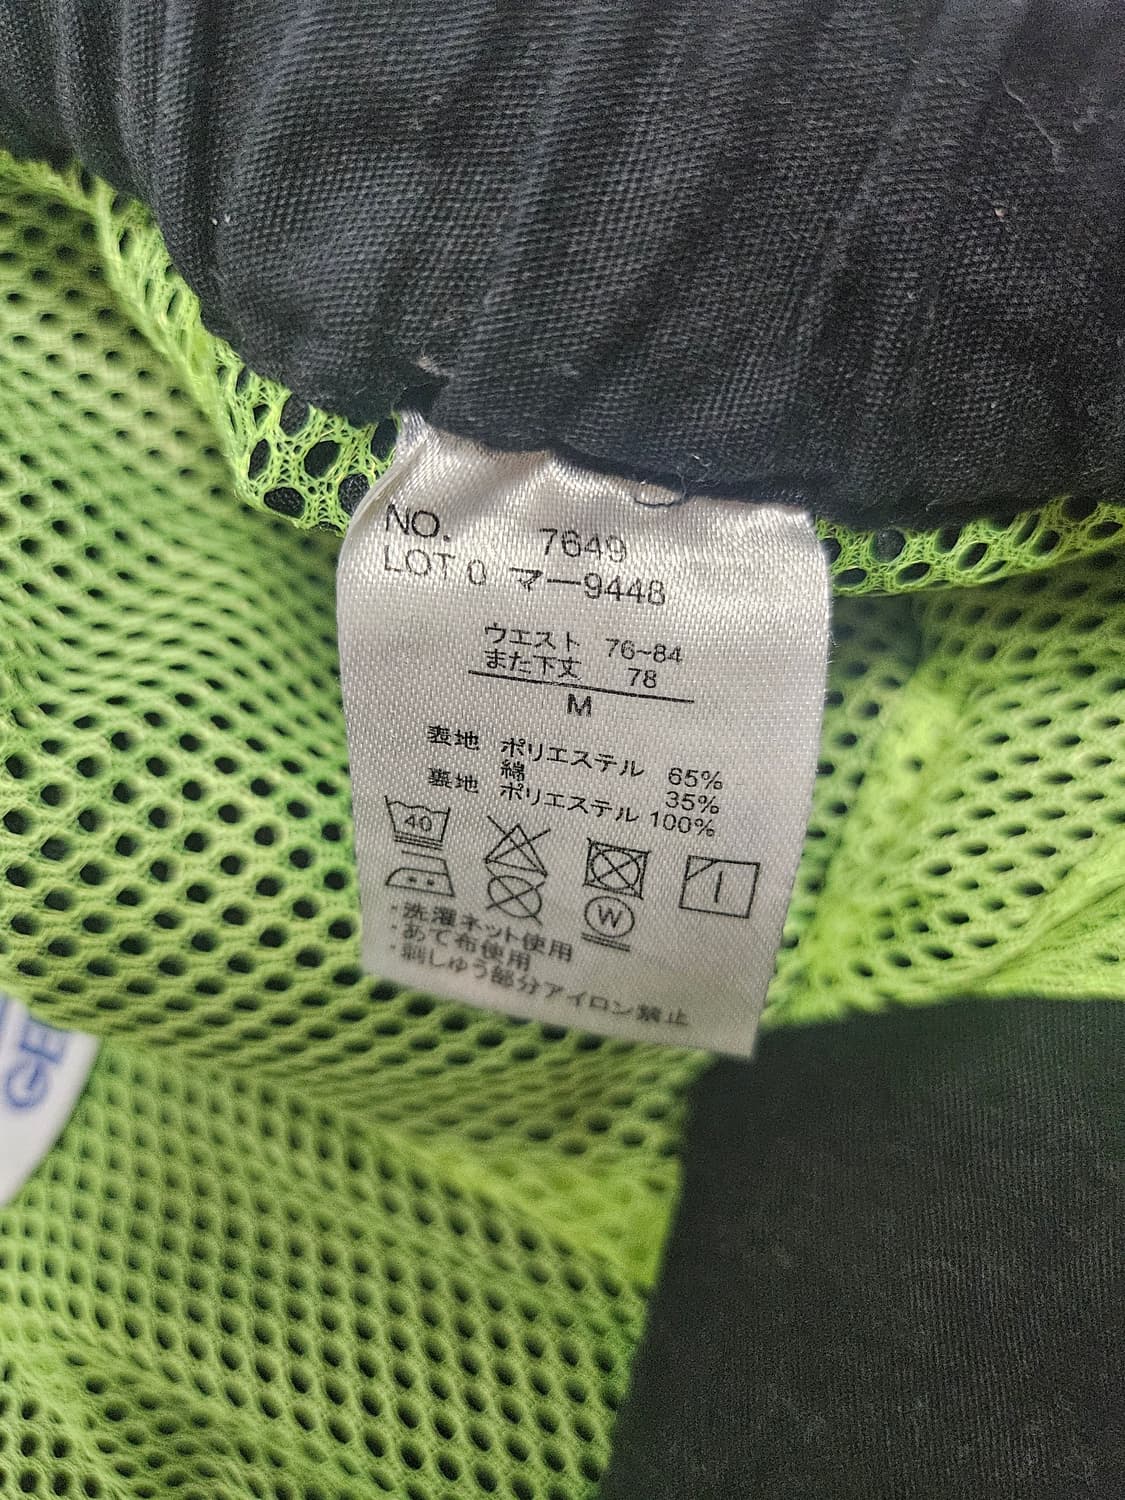 NO. 7649
LOT 0 マー9448
ウエスト 76~84
また下丈 78
M
表地 ポリエステル 65%
綿 35%
裏地 ポリエステル 100%
40
W
・洗濯ネット使用
・あて布使用
・刺しゅう部分アイロン禁止
GE